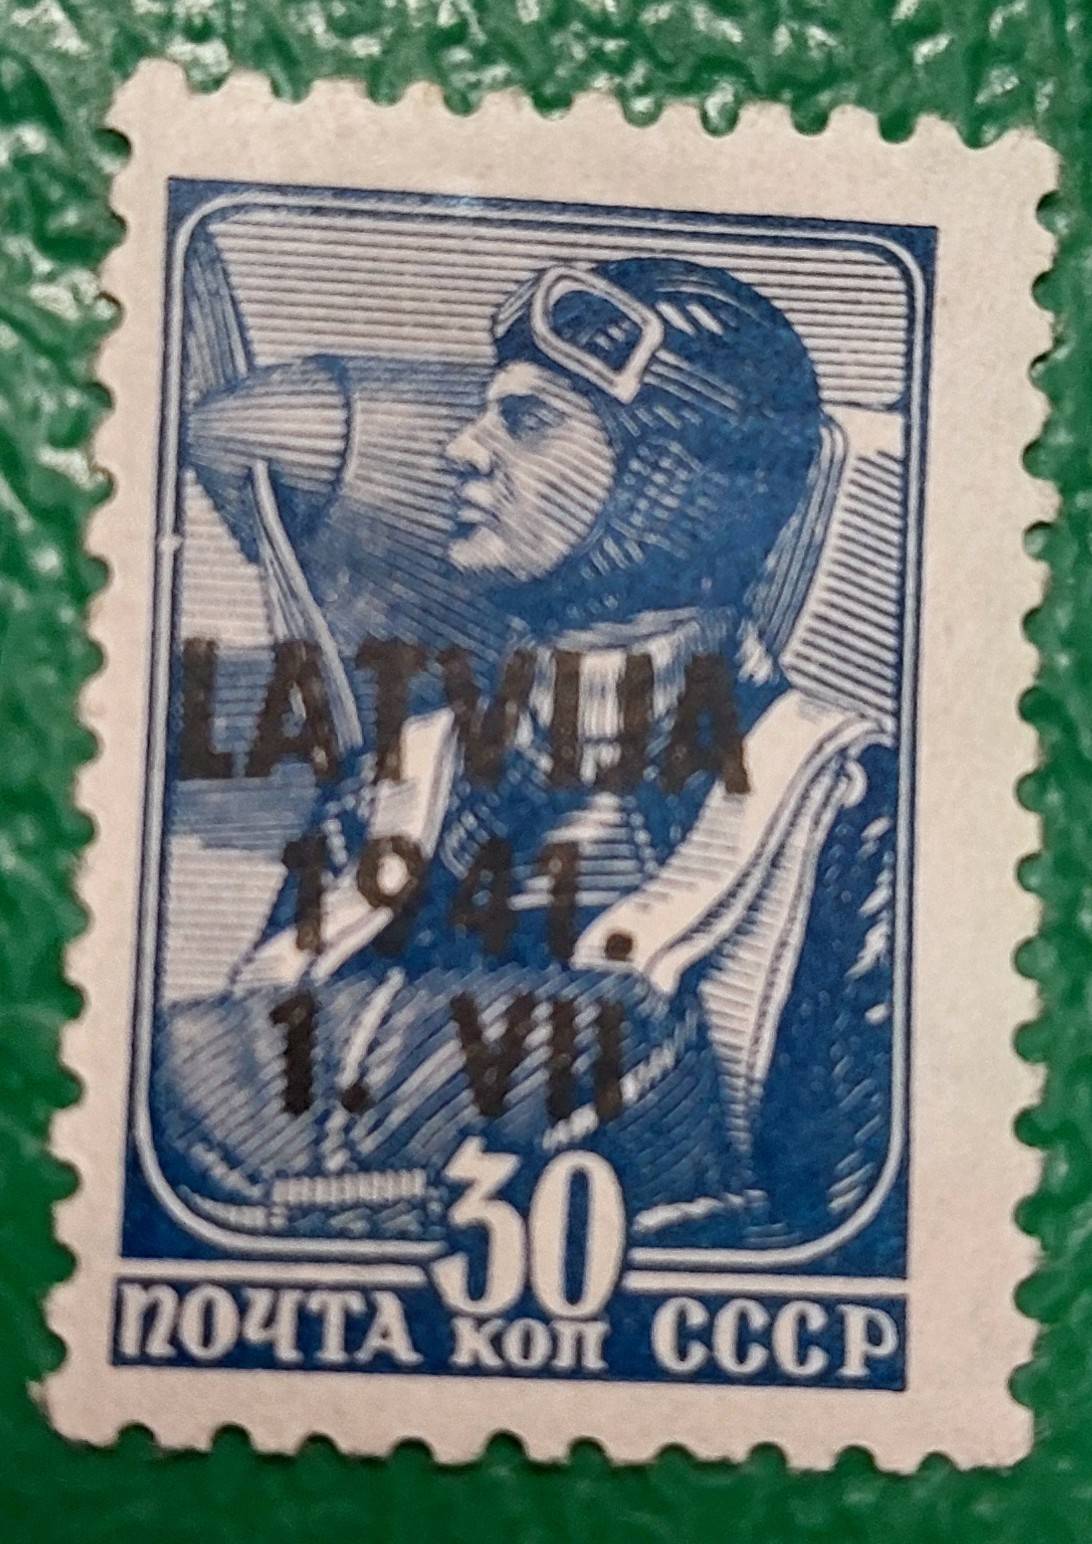 LATVIJA
1941.
1. VII
30
ПОЧТА КОП СССР